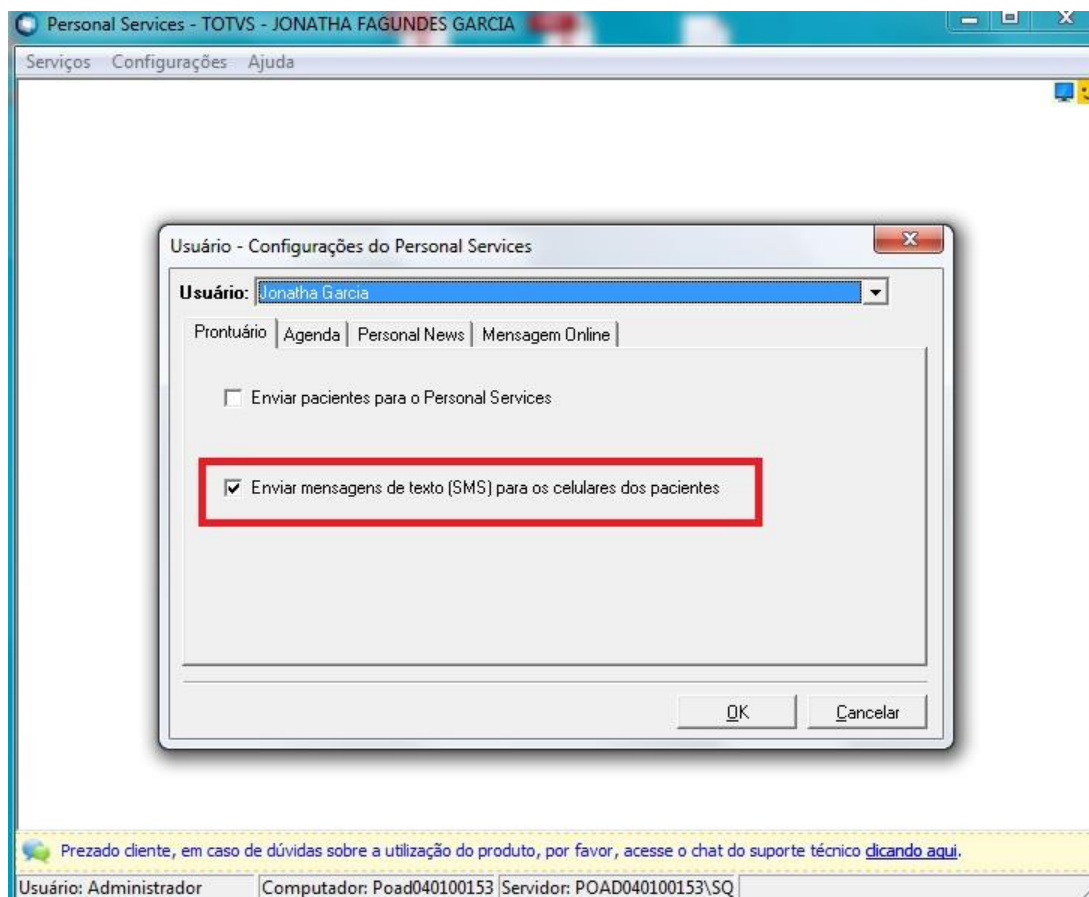 Personal Services - TOTVS - JONATHA FAGUNDES GARCIA
Serviços Configurações Ajuda
Usuário - Configurações do Personal Services
Usuário: Jonatha Garcia
Prontuário Agenda Personal News Mensagem Online
Enviar pacientes para o Personal Services
Enviar mensagens de texto (SMS) para os celulares dos pacientes
OK Cancelar
Prezado cliente, em caso de dúvidas sobre a utilização do produto, por favor, acesse o chat do suporte técnico clicando aqui.
Usuário: Administrador Computador: Poad040100153 Servidor: POAD040100153\SQ